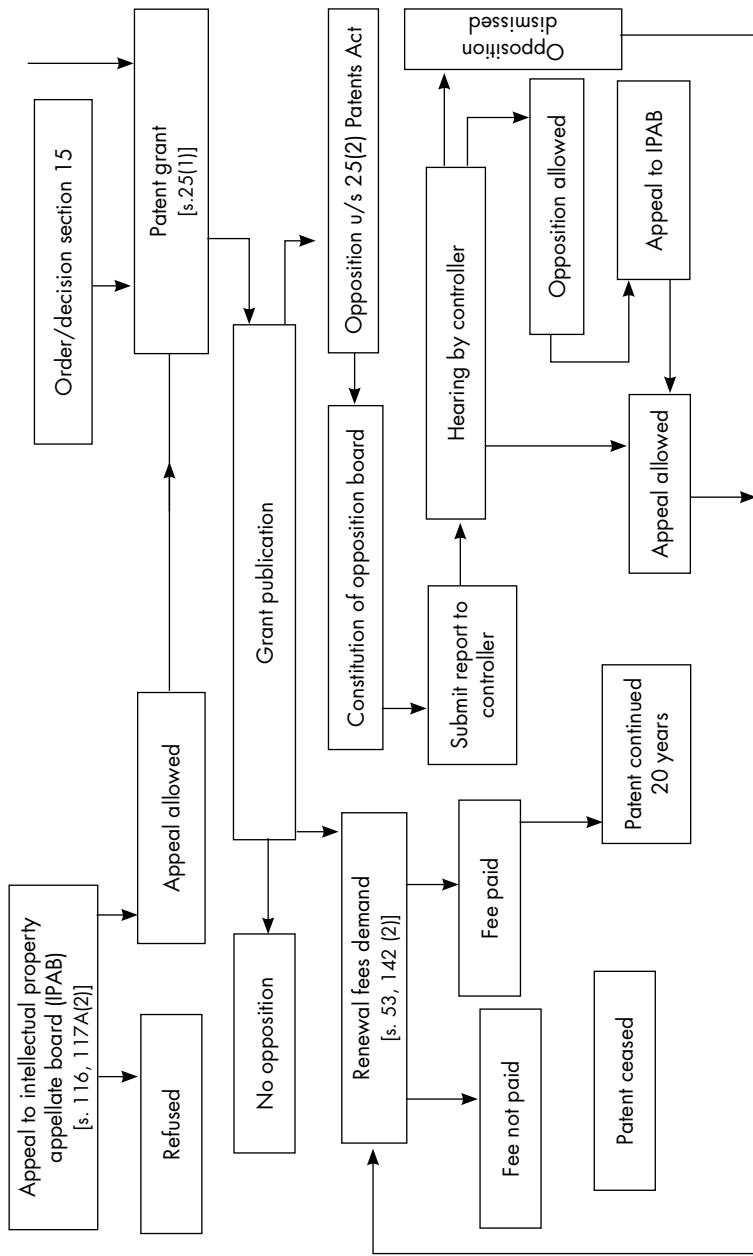 Appeal to intellectual property
appellate board (IPAB)
[s. 116, 117A(2)]
Order/decision section 15
Refused
Appeal allowed
Patent grant
[s.25(1)]
No opposition
Grant publication
Renewal fees demand
[s. 53, 142 (2)]
Constitution of opposition board
Opposition u/s 25(2) Patents Act
Fee not paid
Fee paid
Submit report to
controller
Hearing by controller
Opposition
dismissed
Opposition allowed
Patent ceased
Patent continued
20 years
Appeal allowed
Appeal to IPAB